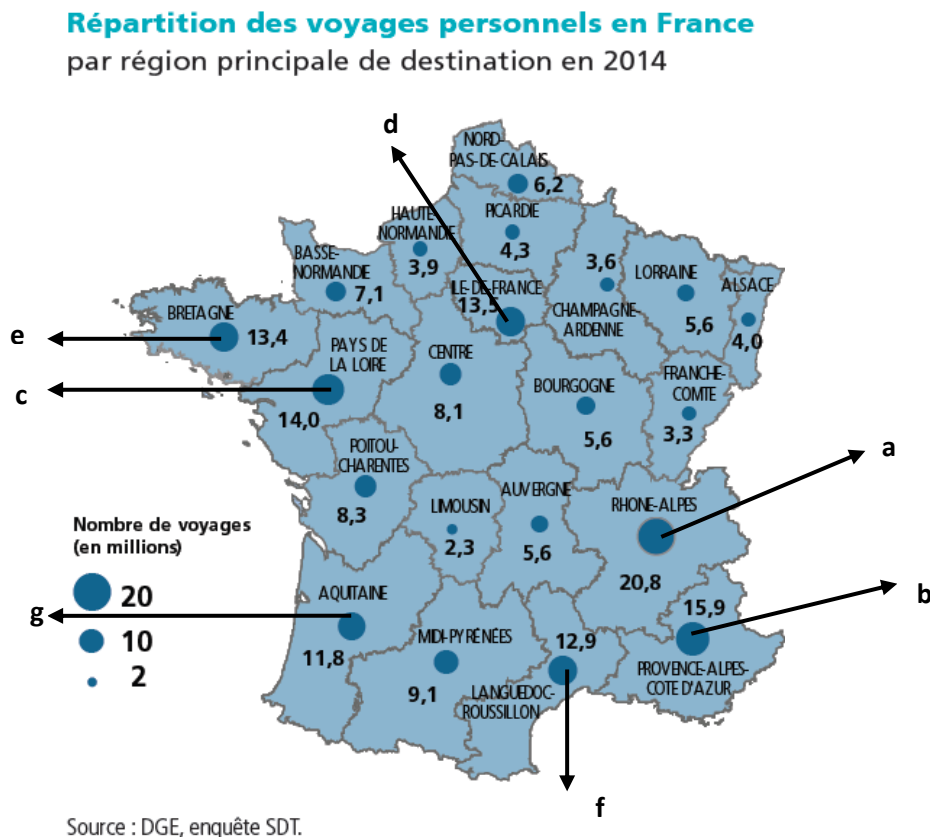 Répartition des voyages personnels en France
par région principale de destination en 2014
d
NORD-
PAS-DE-CALAIS
6,2
HAUTE-
NORMANDIE
3,9
PICARDIE
4,3
BASSE-
NORMANDIE
7,1
ILE-DE-FRANCE
13,5
3,6
CHAMPAGNE-
ARDENNE
LORRAINE
5,6
ALSACE
4,0
BRETAGNE
13,4
e
PAYS DE
LA LOIRE
14,0
c
CENTRE
8,1
BOURGOGNE
5,6
FRANCHE-
COMTE
3,3
a
POITOU-
CHARENTES
8,3
LIMOUSIN
2,3
AUVERGNE
5,6
RHONE-ALPES
20,8
Nombre de voyages
(en millions)
20
10
2
g
AQUITAINE
11,8
MIDI-PYRÉNÉES
9,1
12,9
LANGUEDOC-
ROUSSILLON
15,9
PROVENCE-ALPES-
COTE D'AZUR
b
f
Source : DGE, enquête SDT.